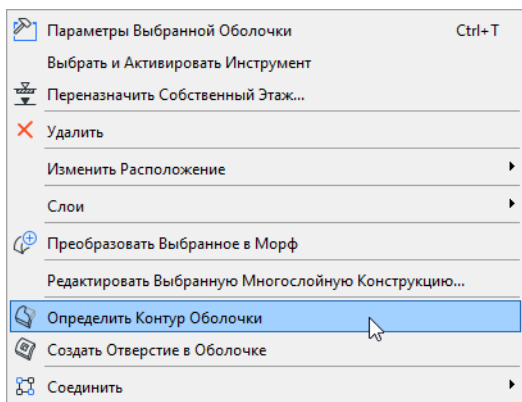 Параметры Выбранной Оболочки Ctrl+T
Выбрать и Активировать Инструмент
Переназначить Собственный Этаж...
Удалить
Изменить Расположение
Слои
Преобразовать Выбранное в Морф
Редактировать Выбранную Многослойную Конструкцию...
Определить Контур Оболочки
Создать Отверстие в Оболочке
Соединить